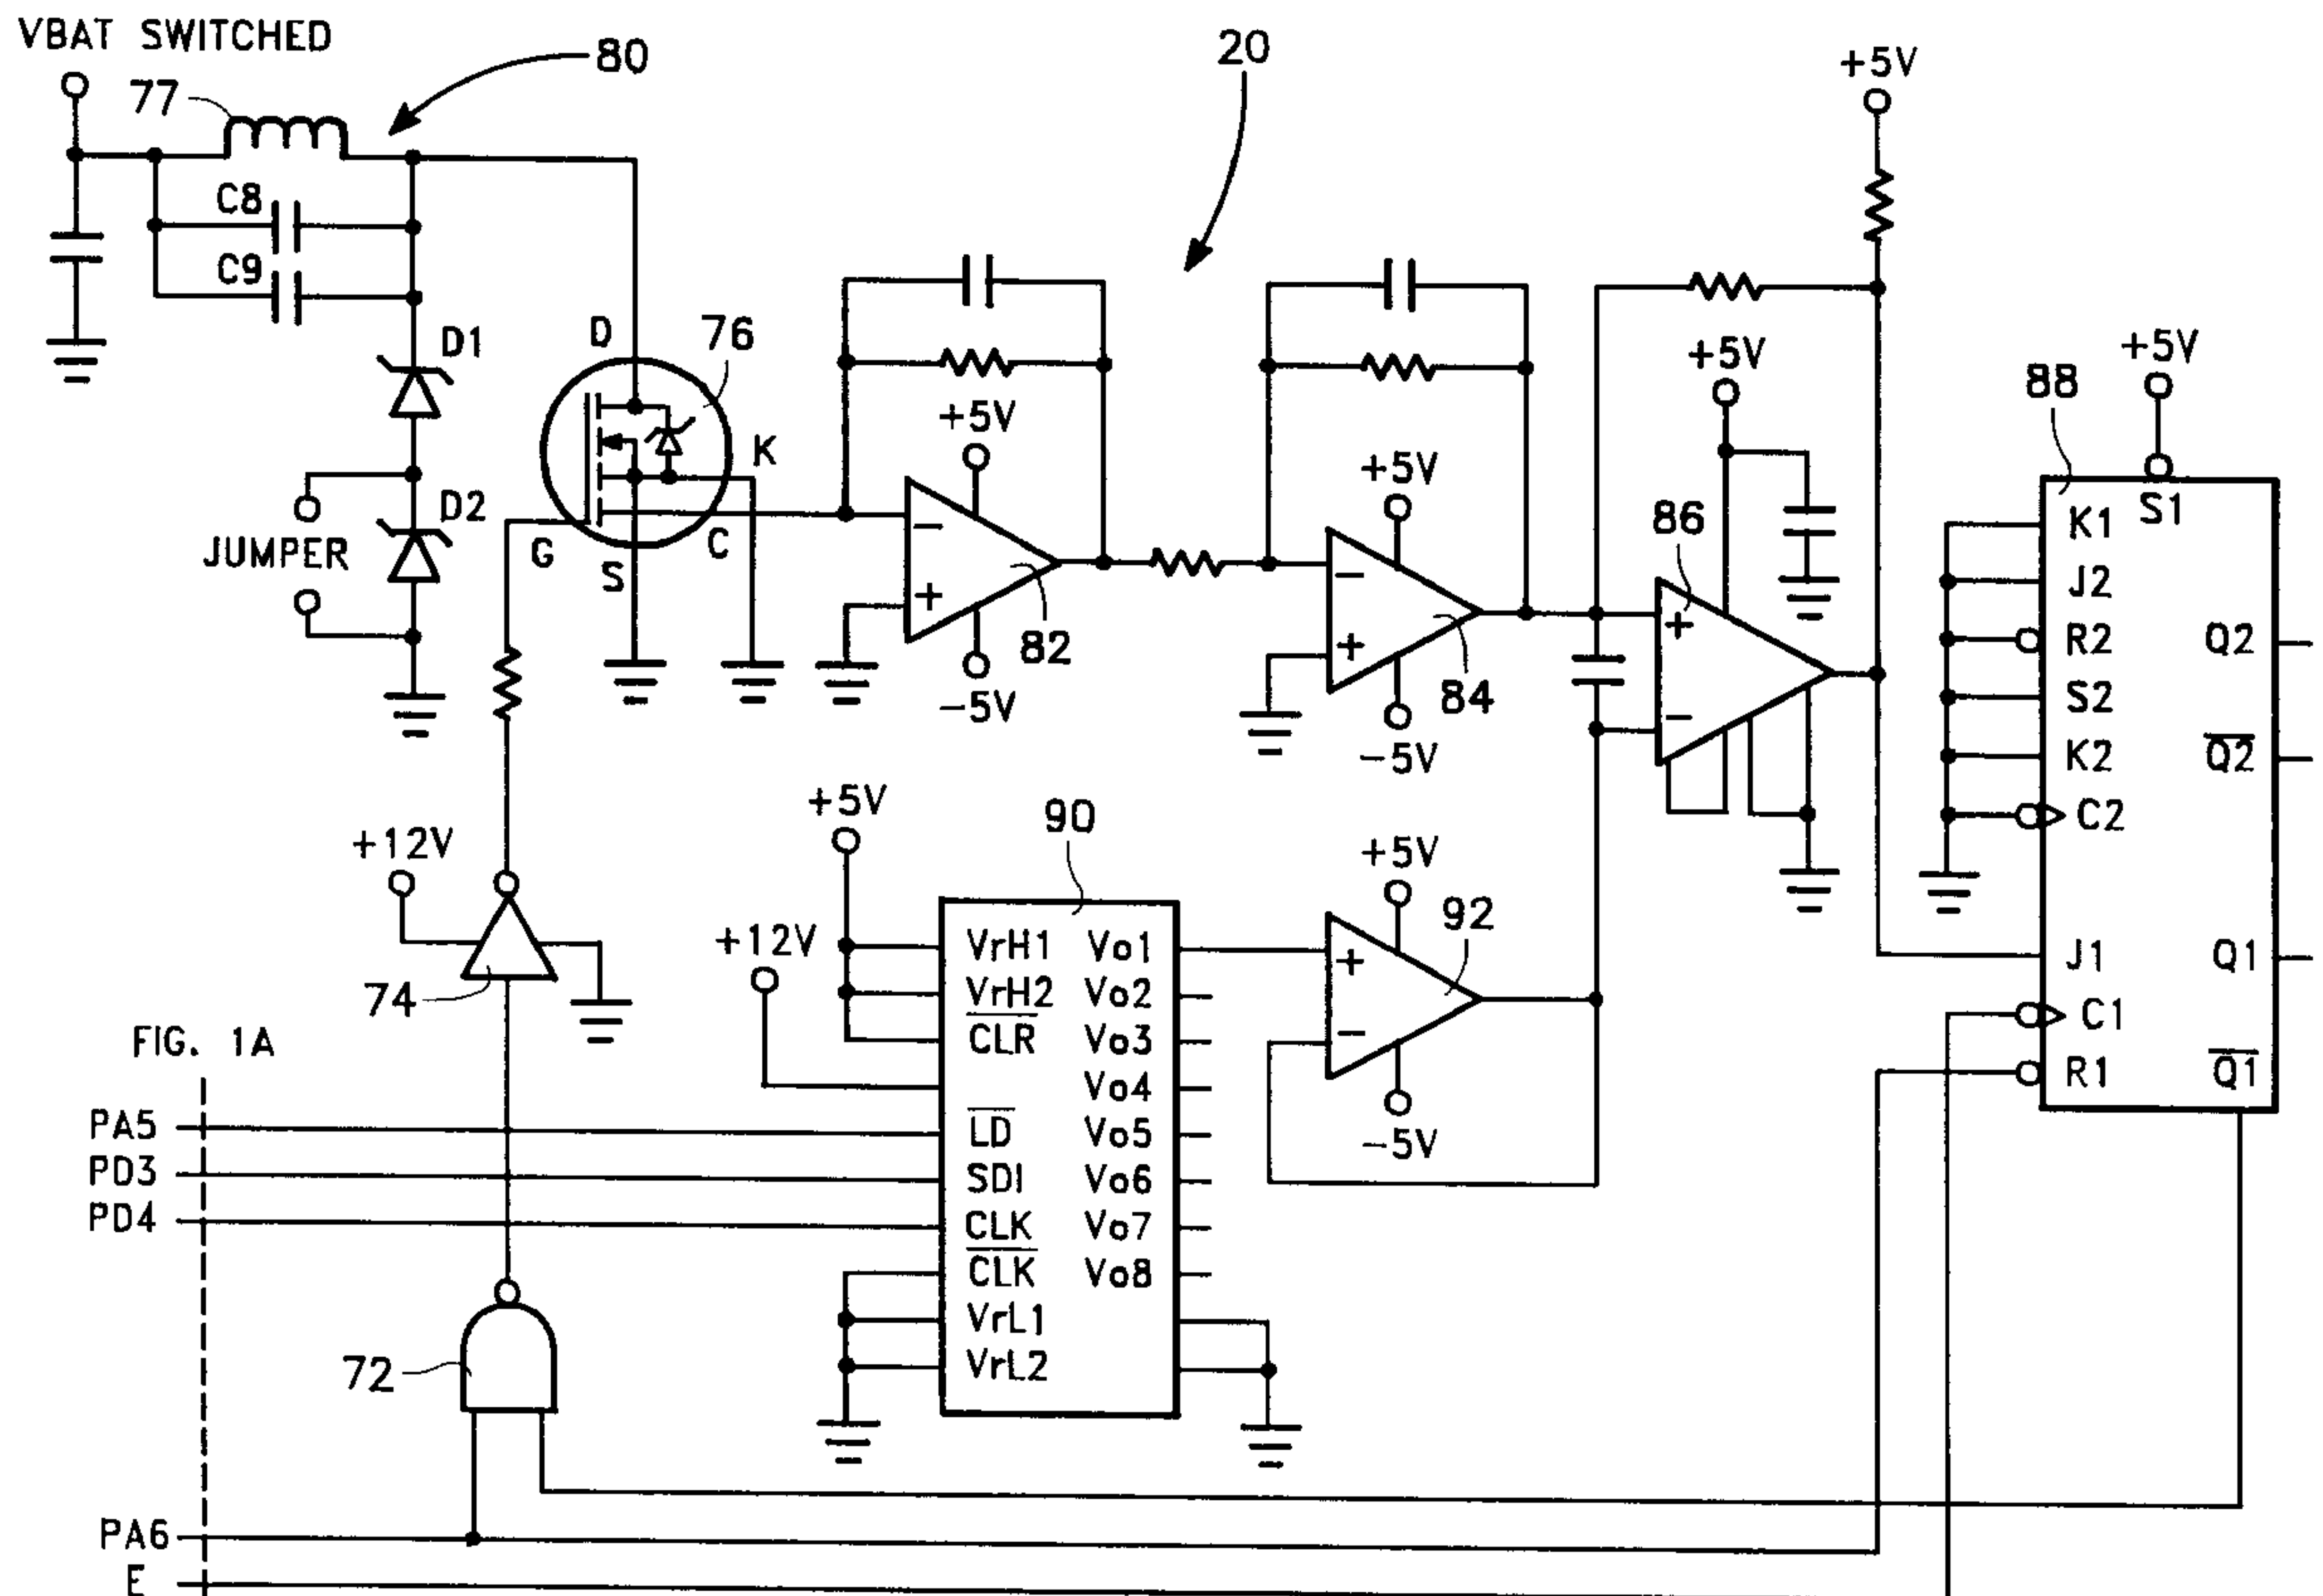 VBAT SWITCHED
80
20
+5V
77
C8
C9
D1
D
76
K
D2
JUMPER
G
S
C
+5V
−
+
82
-5V
+5V
−
+
84
-5V
+5V
86
+
−
+5V
88
S1
K1
J2
R2
S2
K2
C2
J1
C1
R1
Q2
Q2
Q1
Q1
+12V
74
72
+5V
+12V
90
VrH1
VrH2
CLR
LD
SDI
CLK
CLK
VrL1
VrL2
Vo1
Vo2
Vo3
Vo4
Vo5
Vo6
Vo7
Vo8
+5V
92
+
−
-5V
FIG. 1A
PA5
PD3
PD4
PA6
E